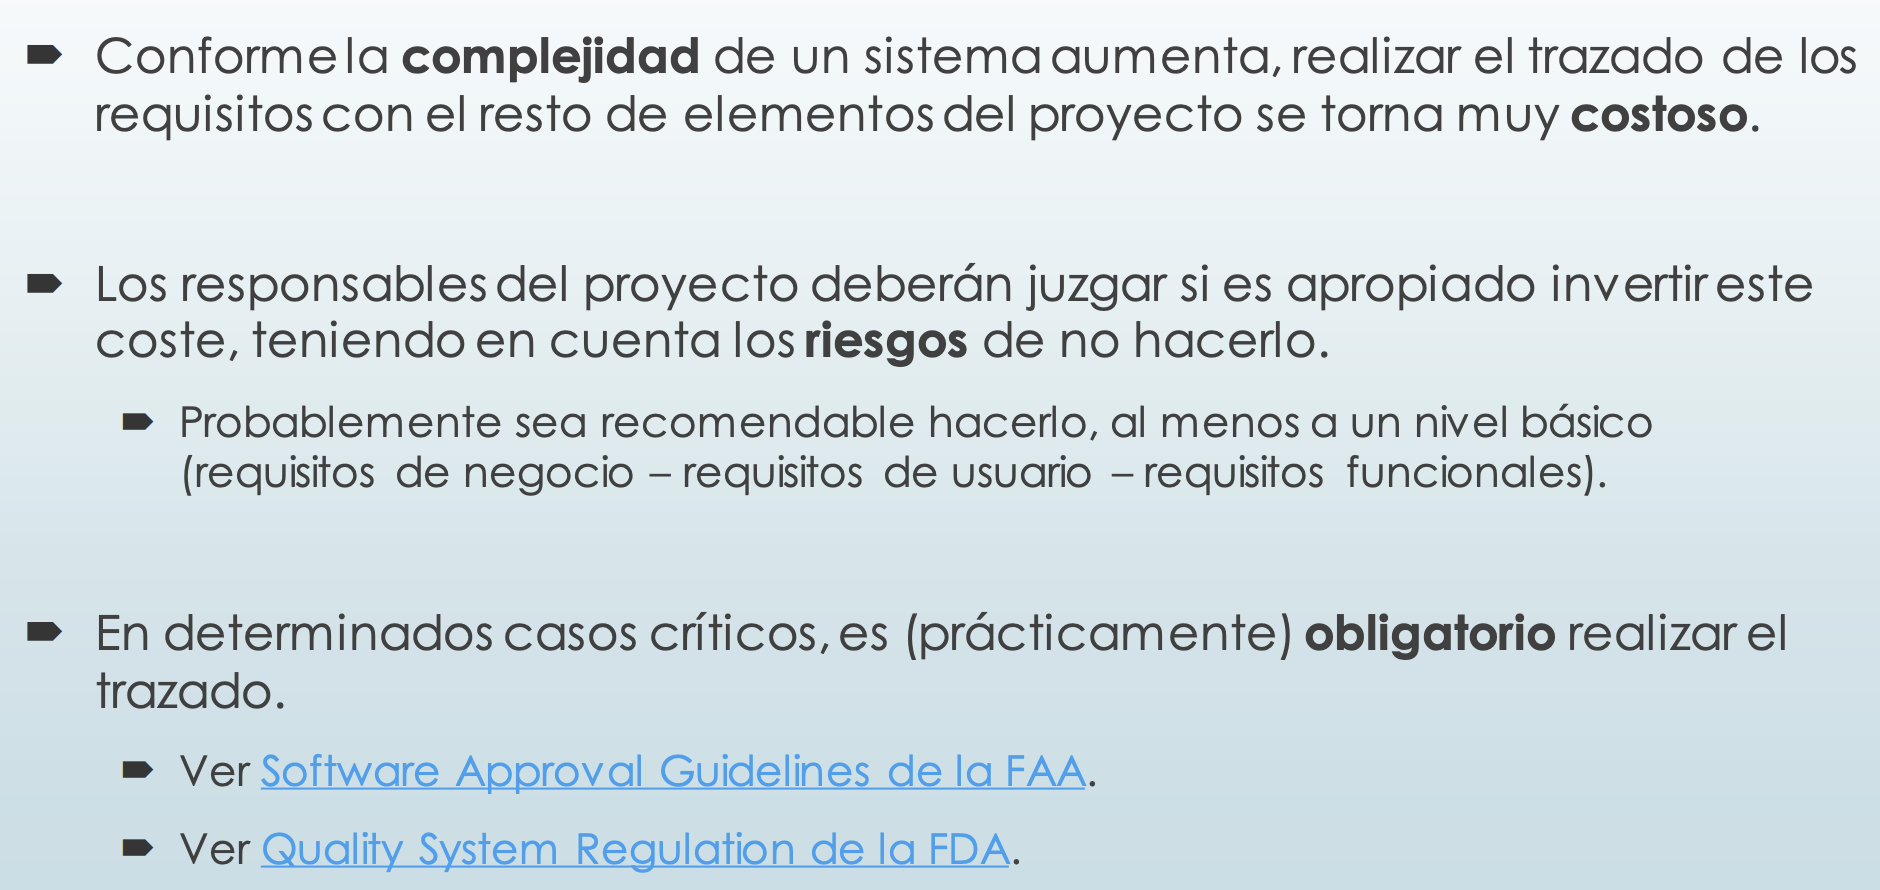 Conforme la complejidad de un sistema aumenta, realizar el trazado de los
requisitos con el resto de elementos del proyecto se torna muy costoso.
Los responsables del proyecto deberán juzgar si es apropiado invertir este
coste, teniendo en cuenta los riesgos de no hacerlo.
Probablemente sea recomendable hacerlo, al menos a un nivel básico
(requisitos de negocio – requisitos de usuario – requisitos funcionales).
En determinados casos críticos, es (prácticamente) obligatorio realizar el
trazado.
Ver Software Approval Guidelines de la FAA.
Ver Quality System Regulation de la FDA.